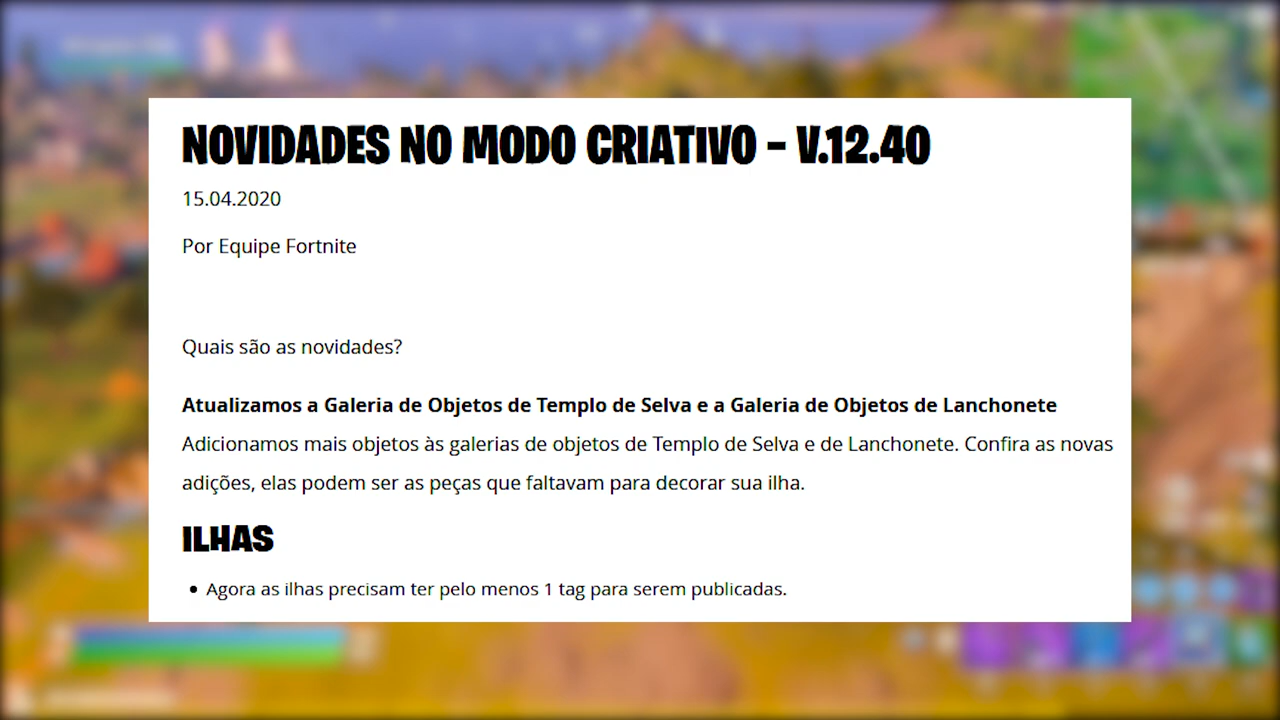 NOVIDADES NO MODO CRIATIVO – V.12.40
15.04.2020
Por Equipe Fortnite
Quais são as novidades?
Atualizamos a Galeria de Objetos de Templo de Selva e a Galeria de Objetos de Lanchonete
Adicionamos mais objetos às galerias de objetos de Templo de Selva e de Lanchonete. Confira as novas
adições, elas podem ser as peças que faltavam para decorar sua ilha.
ILHAS
• Agora as ilhas precisam ter pelo menos 1 tag para serem publicadas.